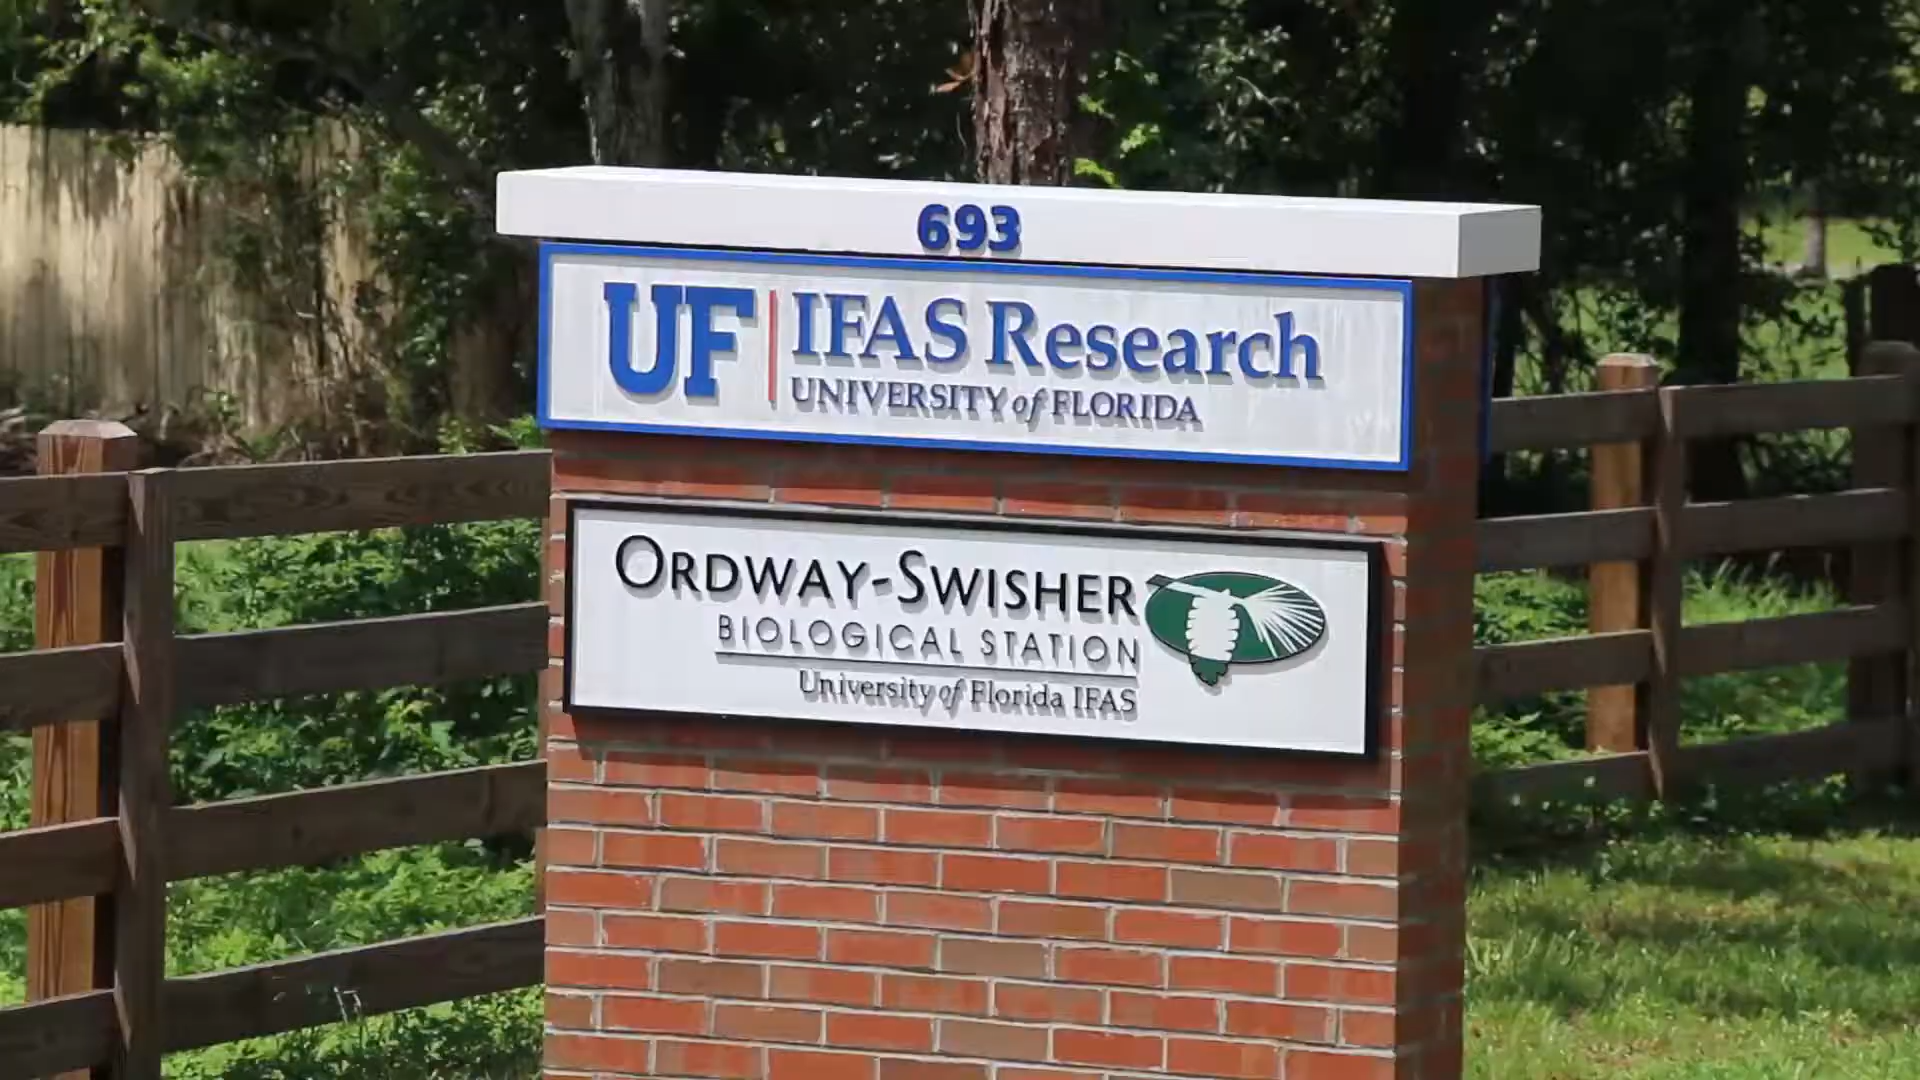 693
UF IFAS Research
UNIVERSITY of FLORIDA
ORDWAY-SWISHER
BIOLOGICAL STATION
University of Florida IFAS